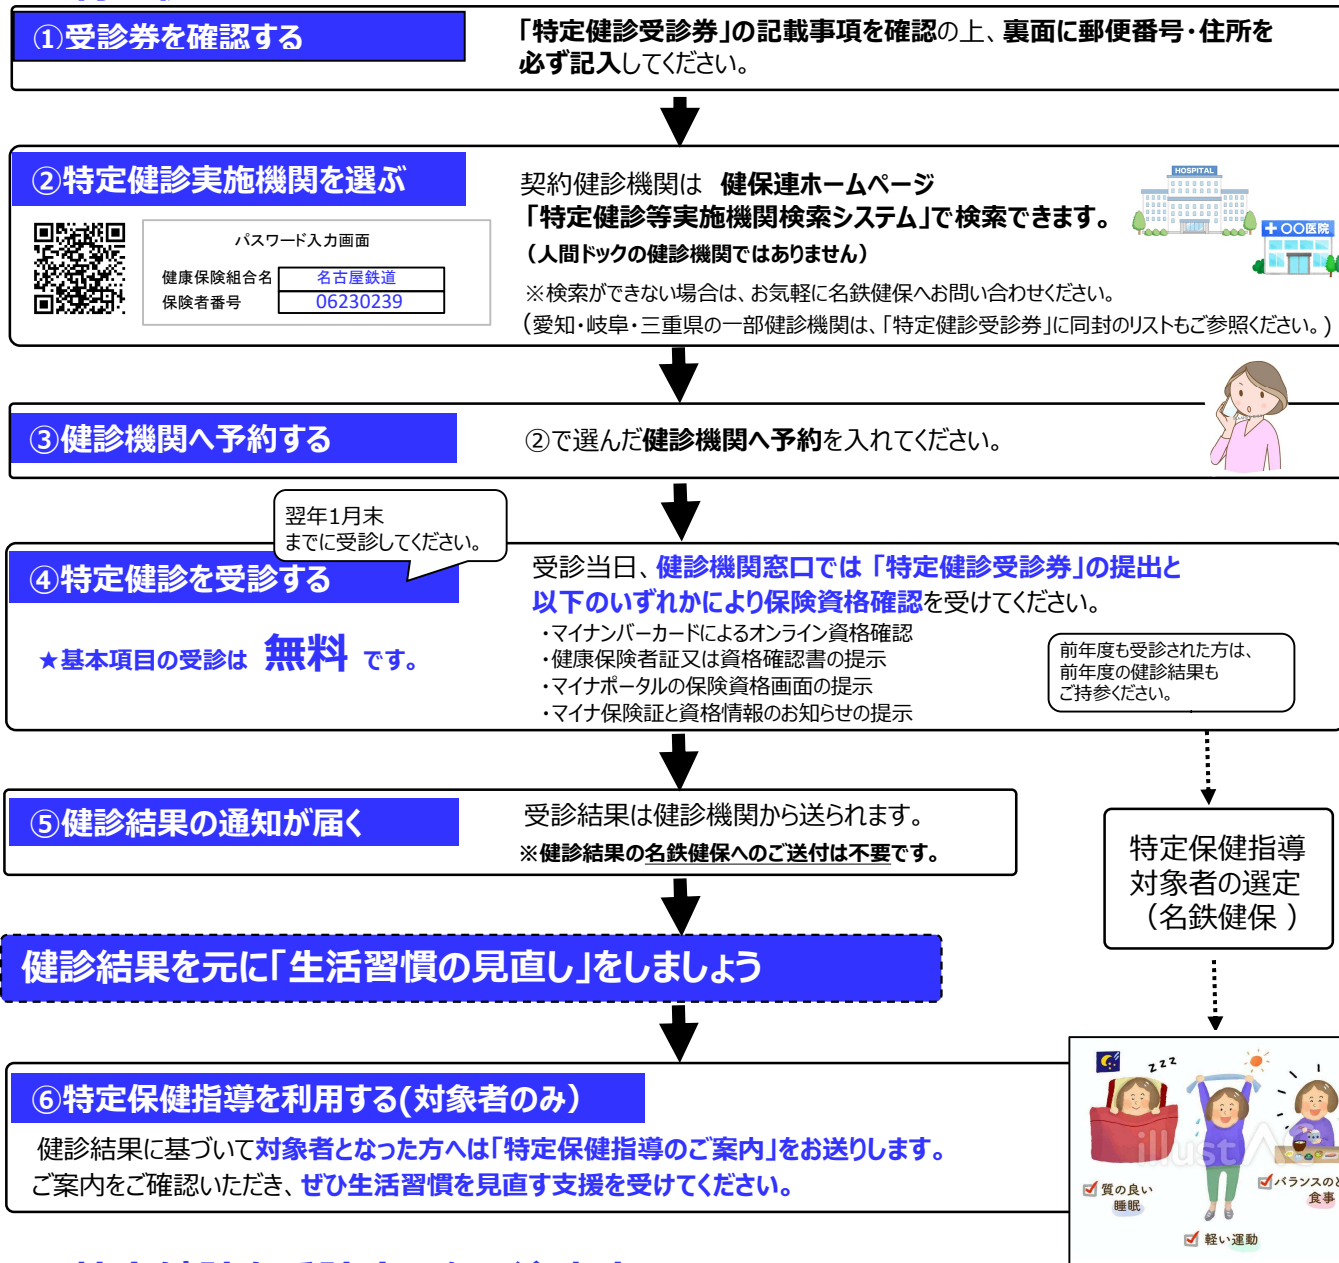 ①受診券を確認する
「特定健診受診券」の記載事項を確認の上、裏面に郵便番号・住所を
必ず記入してください。
②特定健診実施機関を選ぶ
パスワード入力画面
健康保険組合名 名古屋鉄道
保険者番号 06230239
契約健診機関は 健保連ホームページ
「特定健診等実施機関検索システム」で検索できます。
（人間ドックの健診機関ではありません）
※検索ができない場合は、お気軽に名鉄健保へお問い合わせください。
（愛知・岐阜・三重県の一部健診機関は、「特定健診受診券」に同封のリストもご参照ください。)
HOSPITAL
＋〇〇医院
③健診機関へ予約する
②で選んだ健診機関へ予約を入れてください。
翌年1月末
までに受診してください。
④特定健診を受診する
★基本項目の受診は 無料 です。
受診当日、健診機関窓口では「特定健診受診券」の提出と
以下のいずれかにより保険資格確認を受けてください。
・マイナンバーカードによるオンライン資格確認
・健康保険者証又は資格確認書の提示
・マイナポータルの保険資格画面の提示
・マイナ保険証と資格情報のお知らせの提示
前年度も受診された方は、
前年度の健診結果も
ご持参ください。
⑤健診結果の通知が届く
受診結果は健診機関から送られます。
※健診結果の名鉄健保へのご送付は不要です。
特定保健指導
対象者の選定
（名鉄健保 ）
健診結果を元に「生活習慣の見直し」をしましょう
⑥特定保健指導を利用する(対象者のみ）
健診結果に基づいて対象者となった方へは「特定保健指導のご案内」をお送りします。
ご案内をご確認いただき、ぜひ生活習慣を見直す支援を受けてください。
zzz
illust AC
質の良い
睡眠
バランスのと
食事
軽い運動